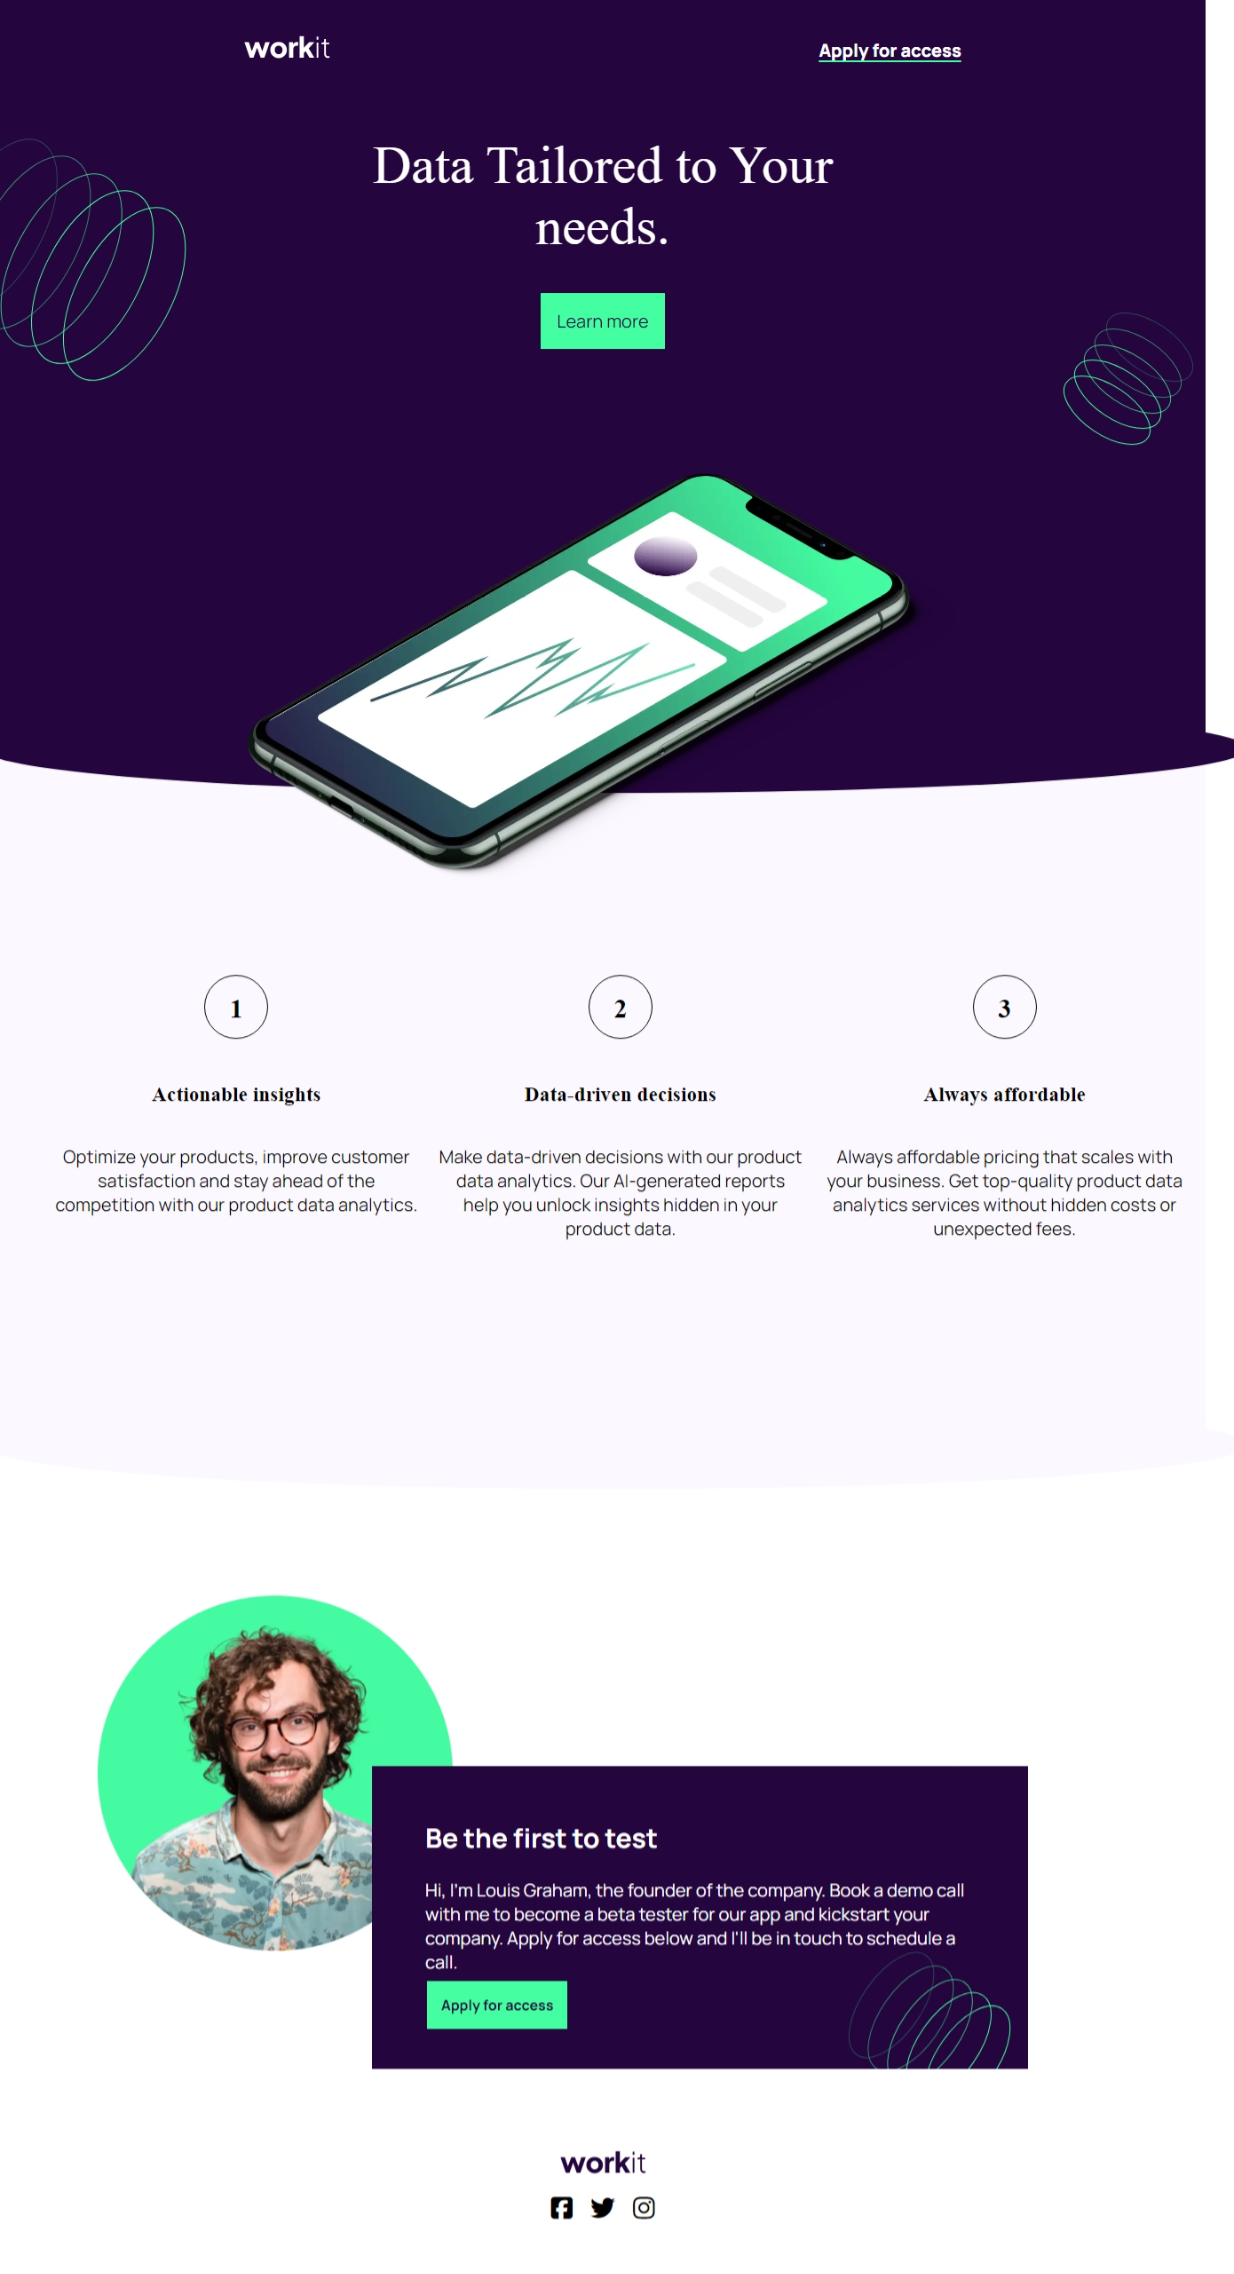 workit
Apply for access
Data Tailored to Your
needs.
Learn more
1
2
3
Actionable insights
Data-driven decisions
Always affordable
Optimize your products, improve customer
satisfaction and stay ahead of the
competition with our product data analytics.
Make data-driven decisions with our product
data analytics. Our AI-generated reports
help you unlock insights hidden in your
product data.
Always affordable pricing that scales with
your business. Get top-quality product data
analytics services without hidden costs or
unexpected fees.
Be the first to test
Hi, I'm Louis Graham, the founder of the company. Book a demo call
with me to become a beta tester for our app and kickstart your
company. Apply for access below and I'll be in touch to schedule a
call.
Apply for access
workit